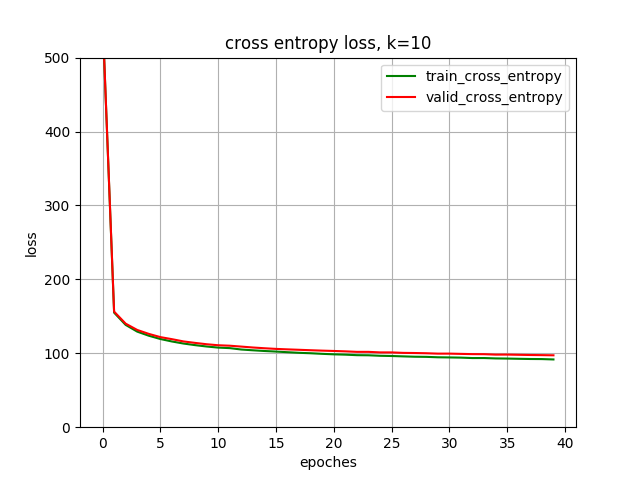 cross entropy loss, k=10
500
400
300
200
100
0
loss
train_cross_entropy
valid_cross_entropy
0 5 10 15 20 25 30 35 40
epoches